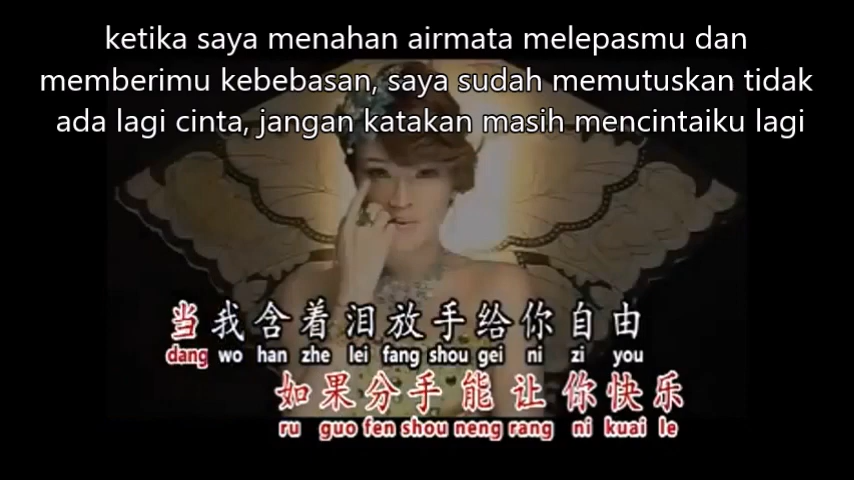 ketika saya menahan airmata melepasmu dan
memberimu kebebasan, saya sudah memutuskan tidak
ada lagi cinta, jangan katakan masih mencintaiku lagi
当我含着泪放手给你自由
dang wo han zhe lei fang shou gei ni zi you
如果分手能让你快乐
ru guo fen shou neng rang ni kuai le